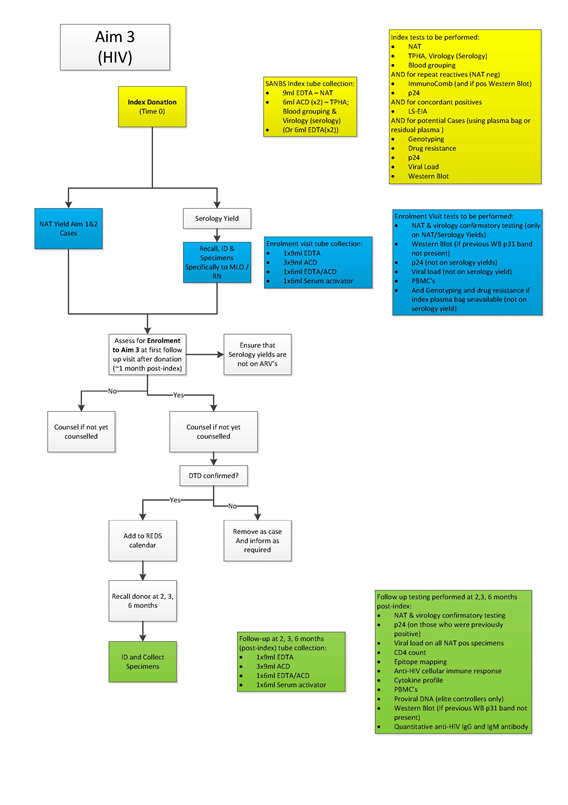 Aim 3
(HIV)
Index Donation
(Time 0)
SANBS Index tube collection:
• 9ml EDTA – NAT
• 6ml ACD (x2) – TPHA;
Blood grouping &
Virology (serology)
• (Or 6ml EDTA(x2))
Index tests to be performed:
• NAT
• TPHA, Virology (Serology)
• Blood grouping
AND for repeat reactives (NAT neg)
• ImmunoComb (and if pos Western Blot)
• p24
AND for concordant positives
• LS-EIA
AND for potential Cases (using plasma bag or
residual plasma )
• Genotyping
• Drug resistance
• p24
• Viral Load
• Western Blot
NAT Yield Aim 1&2
Cases
Serology Yield
Recall, ID &
Specimens
Specifically to MLO /
RN
Enrolment visit tube collection:
• 1x9ml EDTA
• 3x9ml ACD
• 1x6ml EDTA/ACD
• 1x6ml Serum activator
Enrolment Visit tests to be performed:
• NAT & virology confirmatory testing (only
on NAT/Serology Yields)
• Western Blot (if previous WB p31 band
not present)
• p24 (not on serology yields)
• Viral load (not on serology yield)
• PBMC's
• And Genotyping and drug resistance if
index plasma bag unavailable (not on
serology yield)
Assess for Enrolment
to Aim 3 at first follow
up visit after donation
(~1 month post-index)
Ensure that
Serology yields are
not on ARV's
No
Yes
Counsel if not yet
counselled
Counsel if not yet
counselled
DTD confirmed?
Yes
No
Add to REDS
calendar
Remove as case
And inform as
required
Recall donor at 2, 3,
6 months
ID and Collect
Specimens
Follow-up at 2, 3, 6 months
(post-index) tube collection:
• 1x9ml EDTA
• 3x9ml ACD
• 1x6ml EDTA/ACD
• 1x6ml Serum activator
Follow up testing performed at 2,3, 6 months
post-index:
• NAT & virology confirmatory testing
• p24 (on those who were previously
positive)
• Viral load on all NAT pos specimens
• CD4 count
• Epitope mapping
• Anti-HIV cellular immune response
• Cytokine profile
• PBMC's
• Proviral DNA (elite controllers only)
• Western Blot (If previous WB p31 band not
present)
• Quantitative anti-HIV IgG and IgM antibody